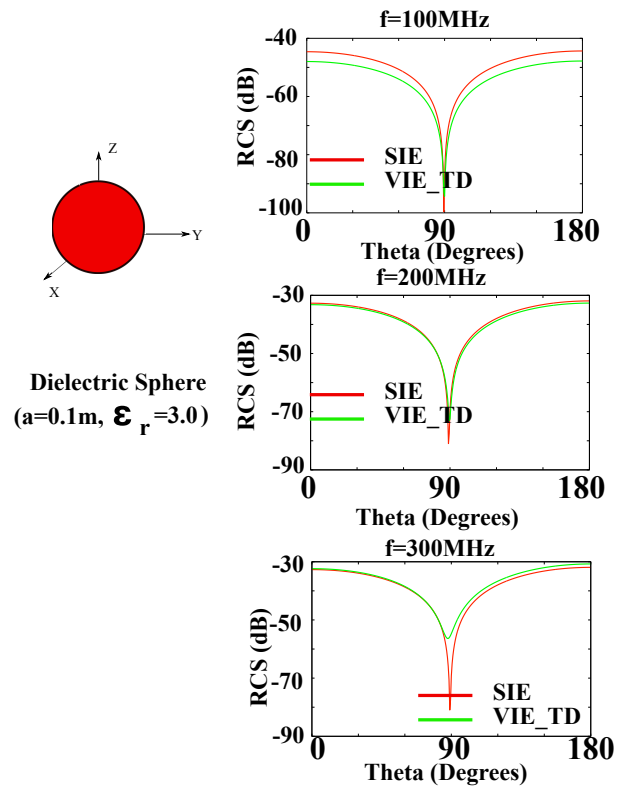 f=100MHz
-40
-60
-80
-100
RCS (dB)
SIE
VIE_TD
0
90
180
Theta (Degrees)
Z
Y
X
Dielectric Sphere
(a=0.1m, ε r =3.0)
f=200MHz
-30
-50
-70
-90
RCS (dB)
SIE
VIE_TD
0
90
180
Theta (Degrees)
f=300MHz
-30
-50
-70
-90
RCS (dB)
SIE
VIE_TD
0
90
180
Theta (Degrees)